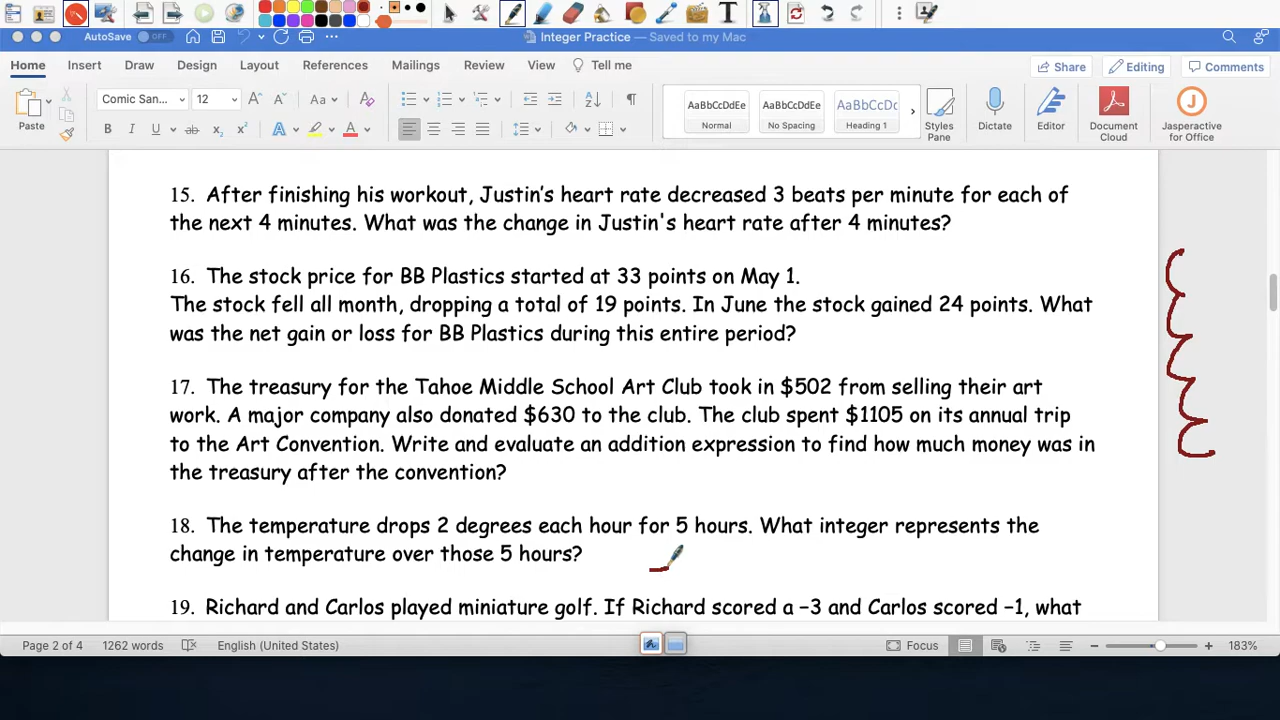 AutoSave OFF
Integer Practice — Saved to my Mac
Home Insert Draw Design Layout References Mailings Review View Tell me
Share Editing Comments
Comic San... 12
Paste
AaBbCcDdEe AaBbCcDdEe AaBbCcDc
Normal No Spacing Heading 1
Styles Pane Dictate Editor Document Cloud Jasperactive for Office
15. After finishing his workout, Justin’s heart rate decreased 3 beats per minute for each of
the next 4 minutes. What was the change in Justin's heart rate after 4 minutes?
16. The stock price for BB Plastics started at 33 points on May 1.
The stock fell all month, dropping a total of 19 points. In June the stock gained 24 points. What
was the net gain or loss for BB Plastics during this entire period?
17. The treasury for the Tahoe Middle School Art Club took in $502 from selling their art
work. A major company also donated $630 to the club. The club spent $1105 on its annual trip
to the Art Convention. Write and evaluate an addition expression to find how much money was in
the treasury after the convention?
18. The temperature drops 2 degrees each hour for 5 hours. What integer represents the
change in temperature over those 5 hours?
19. Richard and Carlos played miniature golf. If Richard scored a −3 and Carlos scored −1, what
Page 2 of 4 1262 words English (United States) Focus 183%